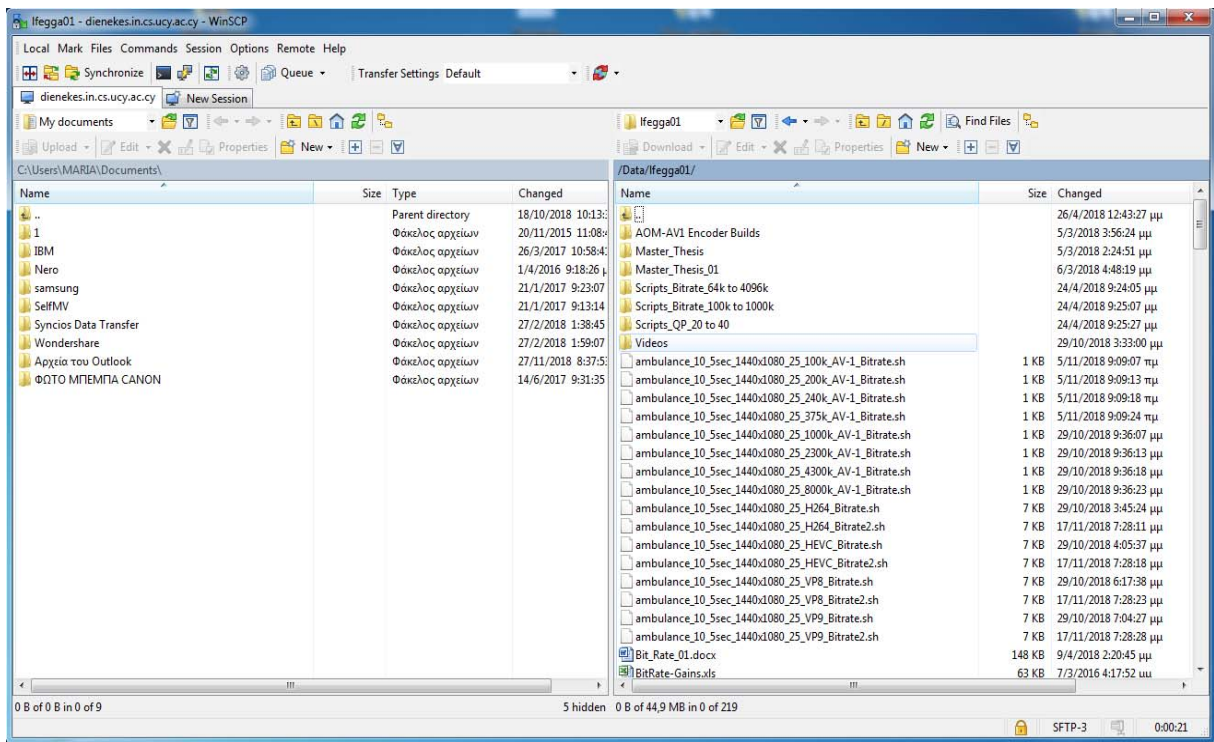 lfegga01 - dienekes.in.cs.ucy.ac.cy - WinSCP
Local Mark Files Commands Session Options Remote Help
Synchronize Queue Transfer Settings Default
dienekes.in.cs.ucy.ac.cy New Session
My documents lfegga01 Find Files
Upload Edit Properties New Download Edit Properties New
C:\Users\MARIA\Documents\ /Data/lfegga01/
Name Size Type Changed Name Size Changed
.. Parent directory 18/10/2018 10:13: .. 26/4/2018 12:43:27 μμ
1 Φάκελος αρχείων 20/11/2015 11:08: AOM-AV1 Encoder Builds 5/3/2018 3:56:24 μμ
IBM Φάκελος αρχείων 26/3/2017 10:58:4 Master_Thesis 5/3/2018 2:24:51 μμ
Nero Φάκελος αρχείων 1/4/2016 9:18:26 μ Master_Thesis_01 6/3/2018 4:48:19 μμ
samsung Φάκελος αρχείων 21/1/2017 9:23:07 Scripts_Bitrate_64k to 4096k 24/4/2018 9:24:05 μμ
SelfMV Φάκελος αρχείων 21/1/2017 9:13:14 Scripts_Bitrate_100k to 1000k 24/4/2018 9:25:07 μμ
Syncios Data Transfer Φάκελος αρχείων 27/2/2018 1:38:45 Scripts_QP_20 to 40 24/4/2018 9:25:27 μμ
Wondershare Φάκελος αρχείων 27/2/2018 1:59:07 Videos 29/10/2018 3:33:00 μμ
Αρχεία του Outlook Φάκελος αρχείων 27/11/2018 8:37:5 ambulance_10_5sec_1440x1080_25_100k_AV-1_Bitrate.sh 1 KB 5/11/2018 9:09:07 πμ
ΦΩΤΟ ΜΠΕΜΠΑ CANON Φάκελος αρχείων 14/6/2017 9:31:35 ambulance_10_5sec_1440x1080_25_200k_AV-1_Bitrate.sh 1 KB 5/11/2018 9:09:13 πμ
ambulance_10_5sec_1440x1080_25_240k_AV-1_Bitrate.sh 1 KB 5/11/2018 9:09:18 πμ
ambulance_10_5sec_1440x1080_25_375k_AV-1_Bitrate.sh 1 KB 5/11/2018 9:09:24 πμ
ambulance_10_5sec_1440x1080_25_1000k_AV-1_Bitrate.sh 1 KB 29/10/2018 9:36:07 μμ
ambulance_10_5sec_1440x1080_25_2300k_AV-1_Bitrate.sh 1 KB 29/10/2018 9:36:13 μμ
ambulance_10_5sec_1440x1080_25_4300k_AV-1_Bitrate.sh 1 KB 29/10/2018 9:36:18 μμ
ambulance_10_5sec_1440x1080_25_8000k_AV-1_Bitrate.sh 1 KB 29/10/2018 9:36:23 μμ
ambulance_10_5sec_1440x1080_25_H264_Bitrate.sh 7 KB 29/10/2018 3:45:24 μμ
ambulance_10_5sec_1440x1080_25_H264_Bitrate2.sh 7 KB 17/11/2018 7:28:11 μμ
ambulance_10_5sec_1440x1080_25_HEVC_Bitrate.sh 7 KB 29/10/2018 4:05:37 μμ
ambulance_10_5sec_1440x1080_25_HEVC_Bitrate2.sh 7 KB 17/11/2018 7:28:18 μμ
ambulance_10_5sec_1440x1080_25_VP8_Bitrate.sh 7 KB 29/10/2018 6:17:38 μμ
ambulance_10_5sec_1440x1080_25_VP8_Bitrate2.sh 7 KB 17/11/2018 7:28:23 μμ
ambulance_10_5sec_1440x1080_25_VP9_Bitrate.sh 7 KB 29/10/2018 7:04:27 μμ
ambulance_10_5sec_1440x1080_25_VP9_Bitrate2.sh 7 KB 17/11/2018 7:28:28 μμ
Bit_Rate_01.docx 148 KB 9/4/2018 2:20:45 μμ
BitRate-Gains.xls 63 KB 7/3/2016 4:17:52 μμ
0 B of 0 B in 0 of 9 5 hidden 0 B of 44,9 MB in 0 of 219
SFTP-3 0:00:21